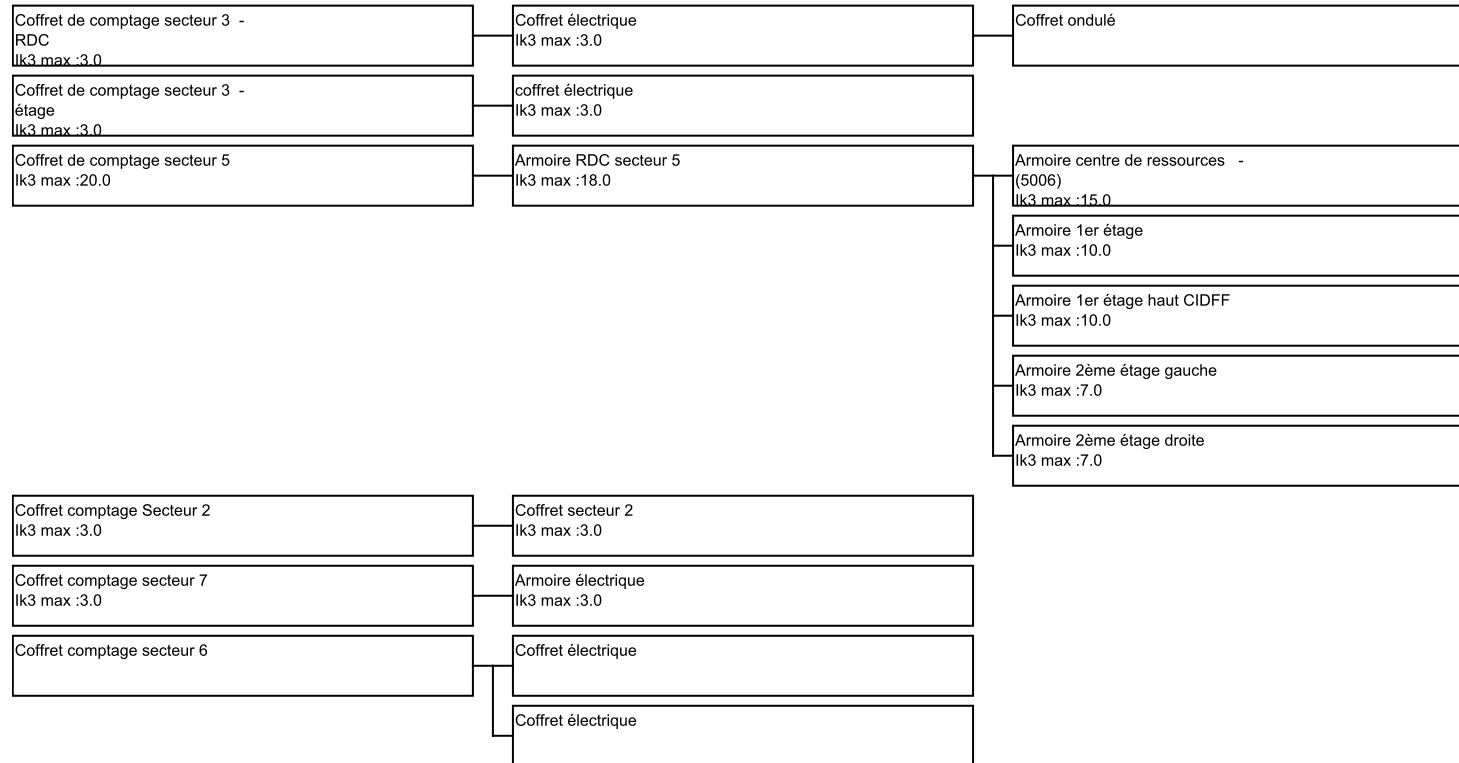 Coffret de comptage secteur 3 -
RDC
Ik3 max :3.0
Coffret électrique
Ik3 max :3.0
Coffret ondulé
Coffret de comptage secteur 3 -
étage
Ik3 max :3.0
coffret électrique
Ik3 max :3.0
Coffret de comptage secteur 5
Ik3 max :20.0
Armoire RDC secteur 5
Ik3 max :18.0
Armoire centre de ressources -
(5006)
Ik3 max :15.0
Armoire 1er étage
Ik3 max :10.0
Armoire 1er étage haut CIDFF
Ik3 max :10.0
Armoire 2ème étage gauche
Ik3 max :7.0
Armoire 2ème étage droite
Ik3 max :7.0
Coffret comptage Secteur 2
Ik3 max :3.0
Coffret secteur 2
Ik3 max :3.0
Coffret comptage secteur 7
Ik3 max :3.0
Armoire électrique
Ik3 max :3.0
Coffret comptage secteur 6
Coffret électrique
Coffret électrique